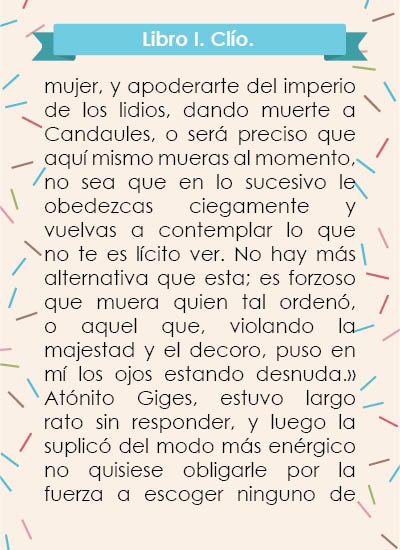 Libro I. Clío.
mujer, y apoderarte del imperio
de los lidios, dando muerte a
Candaules, o será preciso que
aquí mismo mueras al momento,
no sea que en lo sucesivo le
obedezcas ciegamente y
vuelvas a contemplar lo que
no te es lícito ver. No hay más
alternativa que esta; es forzoso
que muera quien tal ordenó,
o aquel que, violando la
majestad y el decoro, puso en
mí los ojos estando desnuda.»
Atónito Giges, estuvo largo
rato sin responder, y luego la
suplicó del modo más enérgico
no quisiese obligarle por la
fuerza a escoger ninguno de